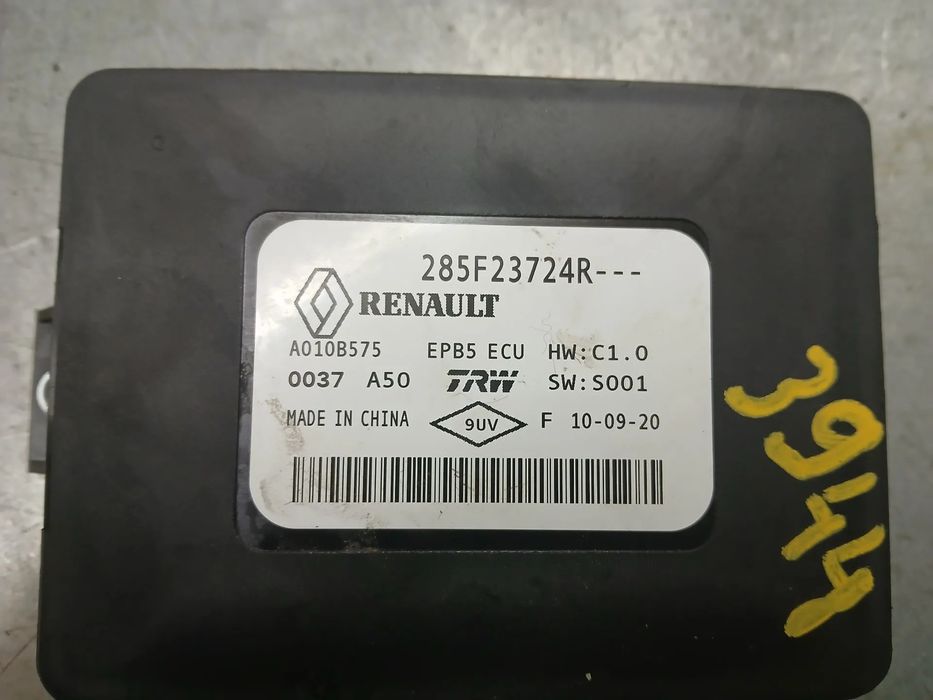 285F23724R---
RENAULT
A010B575 EPB5 ECU HW:C1.0
0037 A50 TRW SW:S001
MADE IN CHINA 9UV F 10-09-20
3944